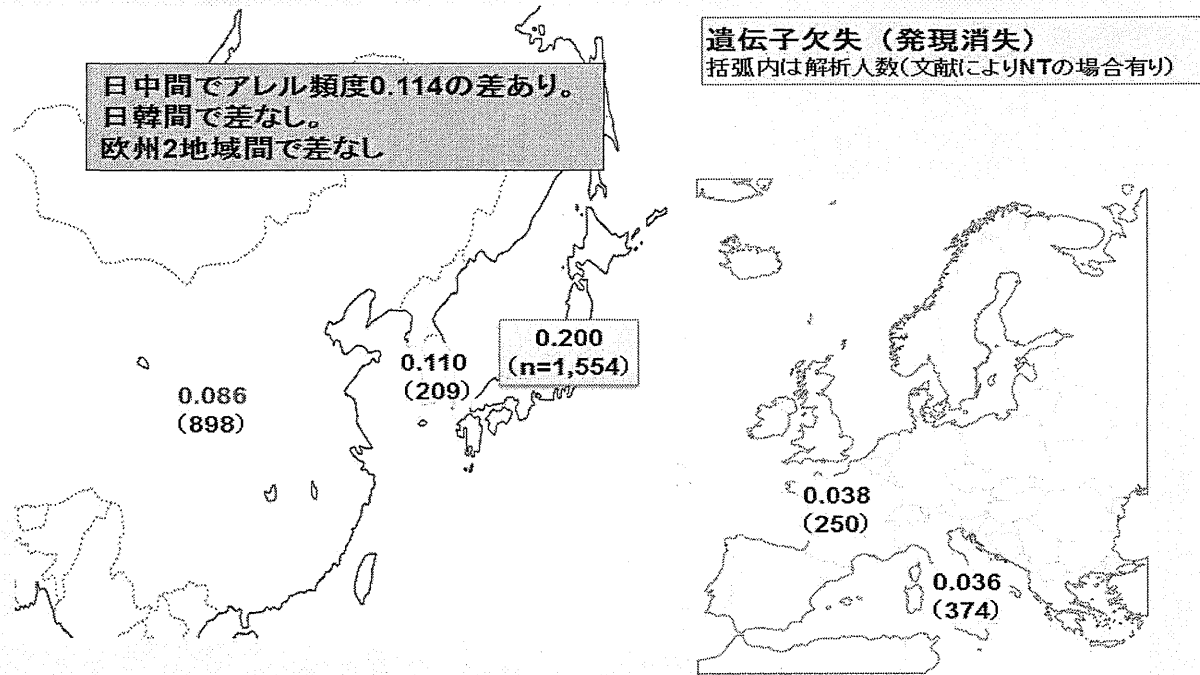 遺伝子欠失（発現消失）
括弧内は解析人数(文献によりNTの場合有り)
日中間でアレル頻度0.114の差あり。
日韓間で差なし。
欧州2地域間で差なし
0.200
(n=1,554)
0.110
(209)
0.086
(898)
0.038
(250)
0.036
(374)